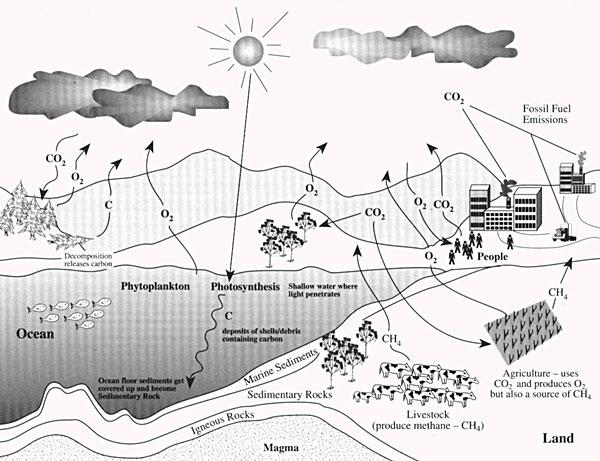 CO₂
Fossil Fuel
Emissions
CO₂
O₂
C
O₂
O₂
CO₂
O₂
CO₂
Decomposition
releases carbon
O₂
People
Phytoplankton
Photosynthesis
Shallow water where
light penetrates
CH₄
Ocean
C
deposits of shells/debris
containing carbon
CH₄
Marine Sediments
Ocean floor sediments get
covered up and become
Sedimentary Rock
Agriculture – uses
CO₂ and produces O₂
but also a source of CH₄
Sedimentary Rocks
Livestock
(produce methane – CH₄)
Igneous Rocks
Land
Magma